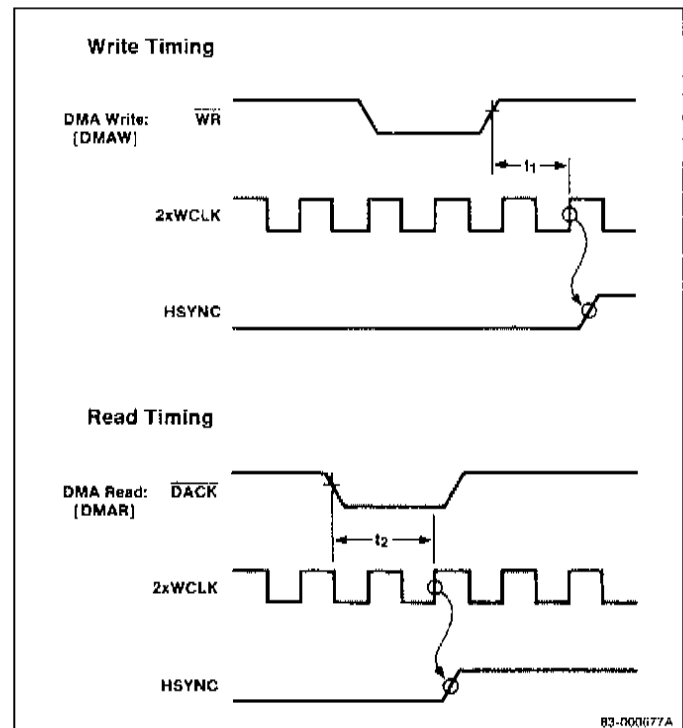 Write Timing
DMA Write: WR
[DMAW]
t1
2xWCLK
HSYNC
Read Timing
DMA Read: DACK
[DMAR]
t2
2xWCLK
HSYNC
83-000677A